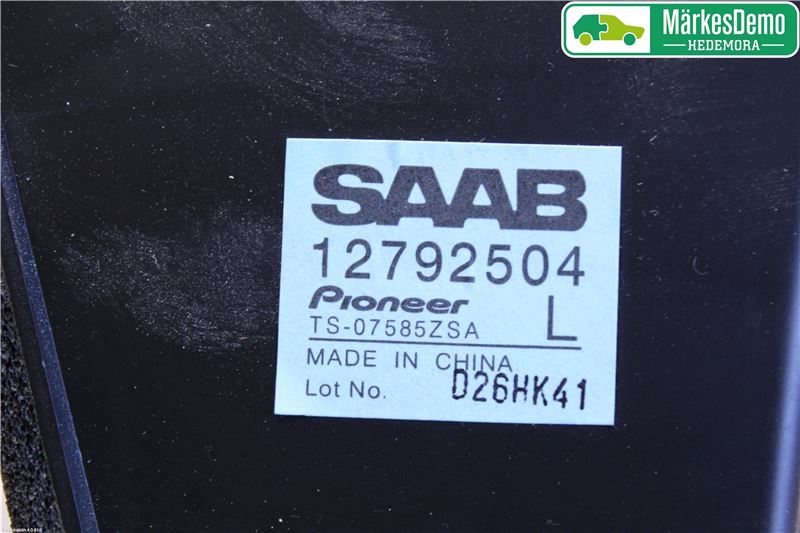 MärkesDemo
HEDEMORA
SAAB
12792504
Pioneer
TS-07585ZSA L
MADE IN CHINA
Lot No. D26HK41